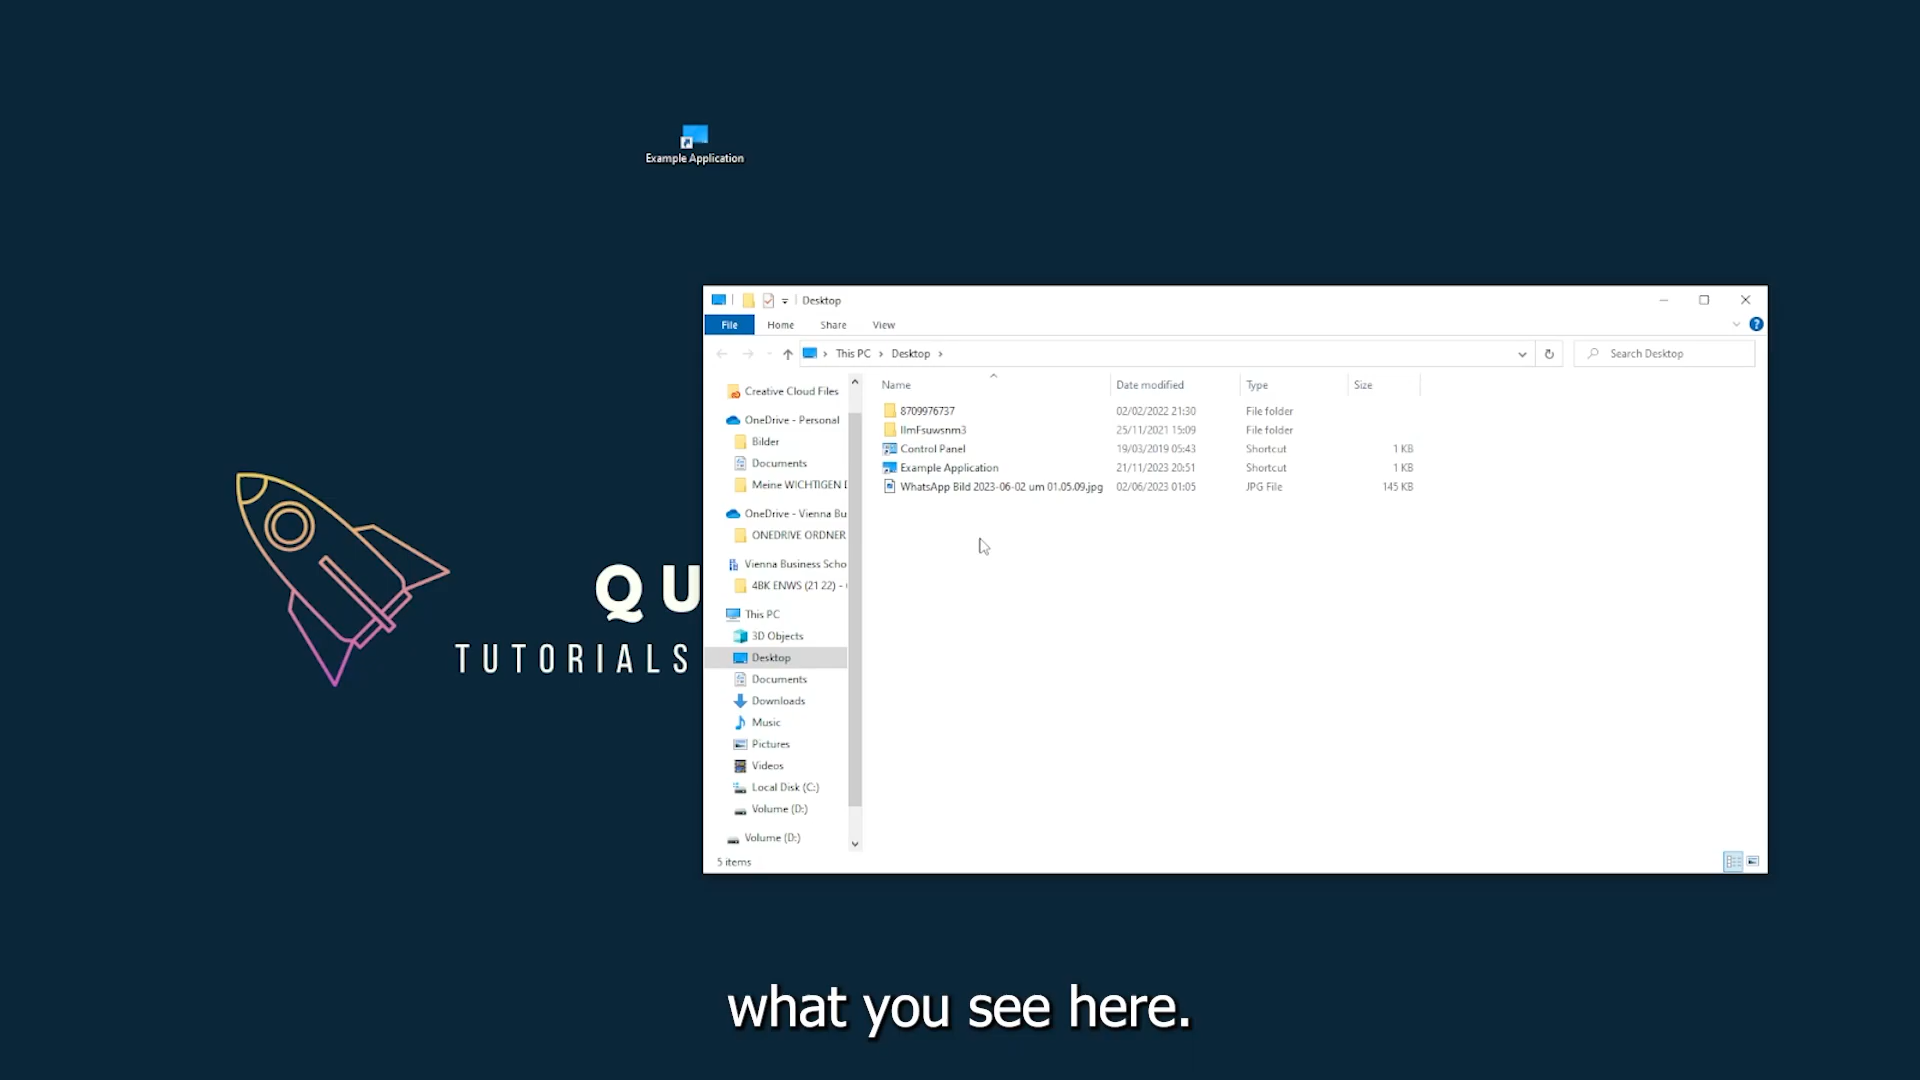 Example Application
QU
TUTORIALS
Desktop
File Home Share View
This PC Desktop
Search Desktop
Creative Cloud Files
OneDrive - Personal
Bilder
Documents
Meine WICHTIGEN
OneDrive - Vienna Bu
ONEDRIVE ORDNER
Vienna Business Scho
4BK ENWS (21 22) -
This PC
3D Objects
Desktop
Documents
Downloads
Music
Pictures
Videos
Local Disk (C:)
Volume (D:)
Volume (D:)
Name Date modified Type Size
8709976737 02/02/2022 21:30 File folder
25/11/2021 15:09 File folder
Control Panel 19/03/2019 05:43 Shortcut 1 KB
Example Application 21/11/2023 20:51 Shortcut 1 KB
WhatsApp Bild 2023-06-02 um 01.05.09.jpg 02/06/2023 01:05 JPG File 145 KB
5 items
what you see here.